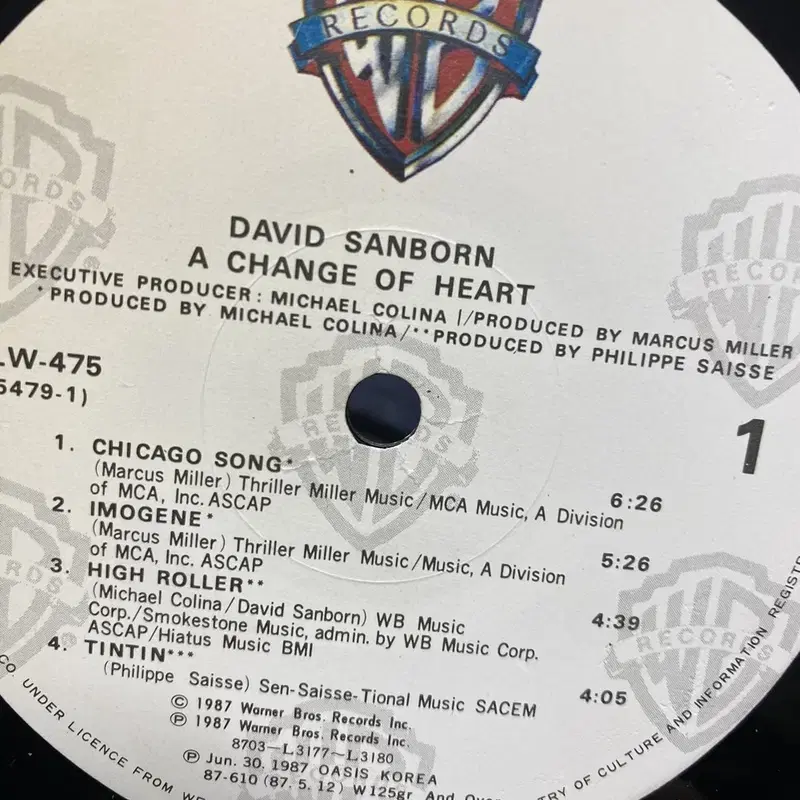 RECORDS
DAVID SANBORN
A CHANGE OF HEART
EXECUTIVE PRODUCER: MICHAEL COLINA |/PRODUCED BY MARCUS MILLER
*PRODUCED BY MICHAEL COLINA/**PRODUCED BY PHILIPPE SAISSE
LW-475
5479-1)
1
1. CHICAGO SONG* 6:26
(Marcus Miller) Thriller Miller Music/MCA Music, A Division
of MCA, Inc. ASCAP
2. IMOGENE* 5:26
(Marcus Miller) Thriller Miller Music/Music, A Division
of MCA, Inc. ASCAP
3. HIGH ROLLER** 4:39
(Michael Colina/David Sanborn) WB Music
Corp./Smokestone Music, admin. by WB Music Corp.
ASCAP/Hiatus Music BMI
4. TINTIN*** 4:05
(Philippe Saisse) Sen-Saisse-Tional Music SACEM
© 1987 Warner Bros. Records Inc.
℗ 1987 Warner Bros. Records Inc.
8703-L3177~L3180
℗ Jun. 30. 1987 OASIS KOREA
87-610 (87. 5. 12) W125gr And
CO UNDER LICENCE FROM
OF CULTURE AND INFORMATION
RECORDS
RECORDS
RECORDS
RECORDS